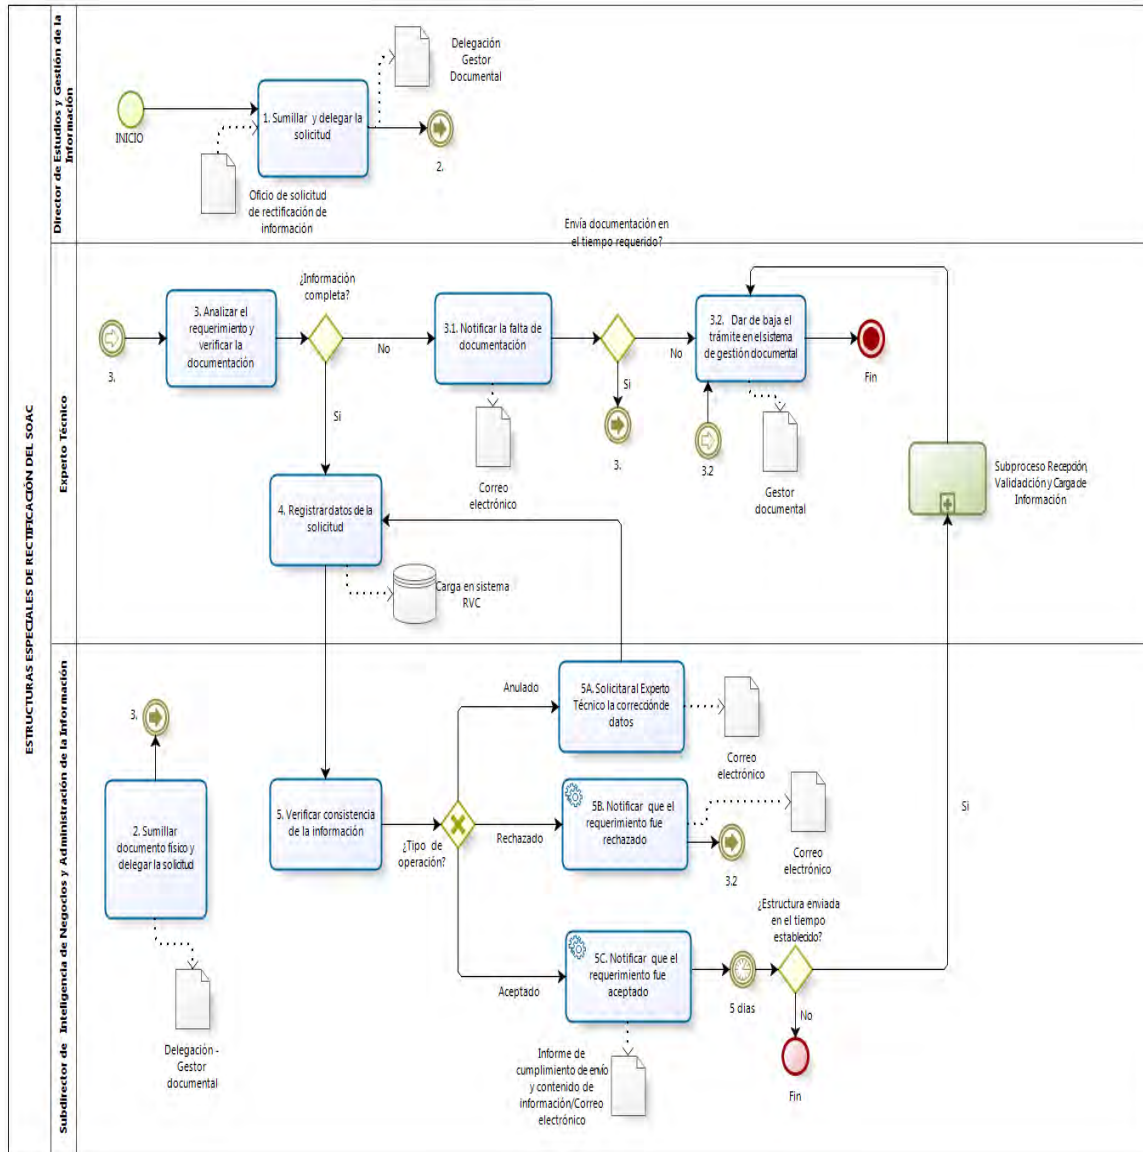 ESTRUCTURAS ESPECIALES DE RECTIFICACIÓN DEL SOAC
Director de Estudios y Gestión de la
Información
INICIO
1. Sumillar y delegar la
solicitud
Delegación
Gestor
Documental
2.
Oficio de solicitud
de rectificación de
información
Experto Técnico
3.
3. Analizar el
requerimiento y
verificar la
documentación
¿Información
completa?
No
Si
3.1. Notificar la falta de
documentación
Correo
electrónico
Envía documentación en
el tiempo requerido?
No
Si
3.
3.2. Dar de baja el
trámite en el sistema
de gestión documental
3.2
Gestor
documental
Fin
Subproceso Recepción,
Validadción y Carga de
Información
4. Registrar datos de la
solicitud
Carga en sistema
RVC
Subdirector de Inteligencia de Negocios y Administración de la Información
3.
2. Sumillar
documento físico y
delegar la solicitud
Delegación -
Gestor
documental
5. Verificar consistencia
de la información
¿Tipo de
operación?
Anulado
5A. Solicitar al Experto
Técnico la corrección de
datos
Correo
electrónico
Rechazado
5B. Notificar que el
requerimiento fue
rechazado
3.2
Correo
electrónico
Aceptado
5C. Notificar que el
requerimiento fue
aceptado
Informe de
cumplimiento de envío
y contenido de
información/Correo
electrónico
5 dias
¿Estructura enviada
en el tiempo
establecido?
Si
No
Fin